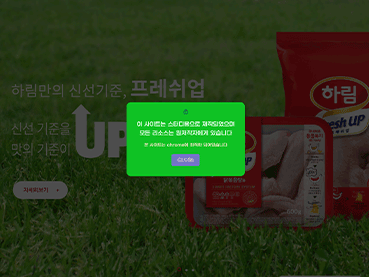 하림만의 신선기준, 프레쉬업
신선 기준을
맛의 기준이
UP
자세히보기
하림
Fresh UP
이 사이트는 스터디용으로 제작되었으며
모든 리소스는 원저작자에게 있습니다
본 사이트는 chrome에 최적화 되어있습니다
600g